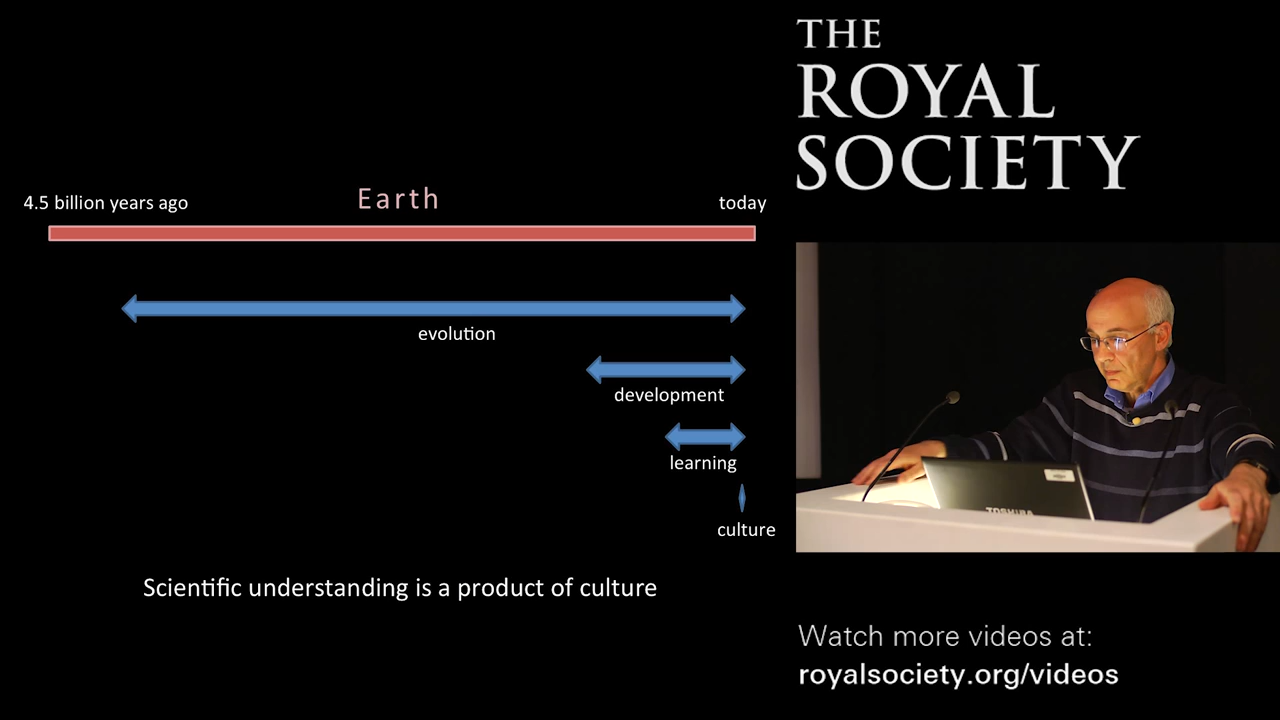 THE
ROYAL
SOCIETY
4.5 billion years ago
Earth
today
evolution
development
learning
culture
Scientific understanding is a product of culture
TOSHIBA
Watch more videos at:
royalsociety.org/videos